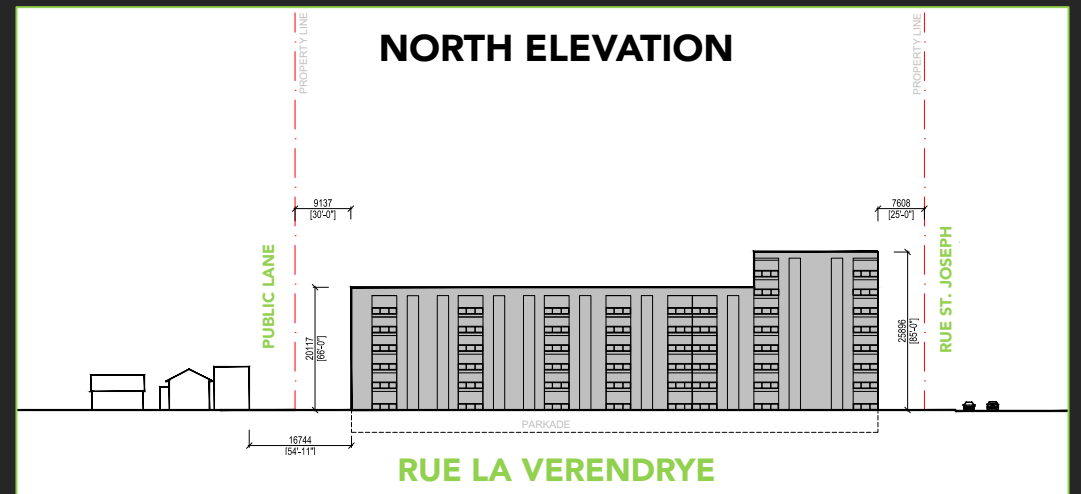 NORTH ELEVATION
PROPERTY LINE
PROPERTY LINE
9137
[30'-0"]
7608
[25'-0"]
PUBLIC LANE
RUE ST. JOSEPH
20117
[66'-0"]
25896
[85'-0"]
PARKADE
16744
[54'-11"]
RUE LA VERENDRYE